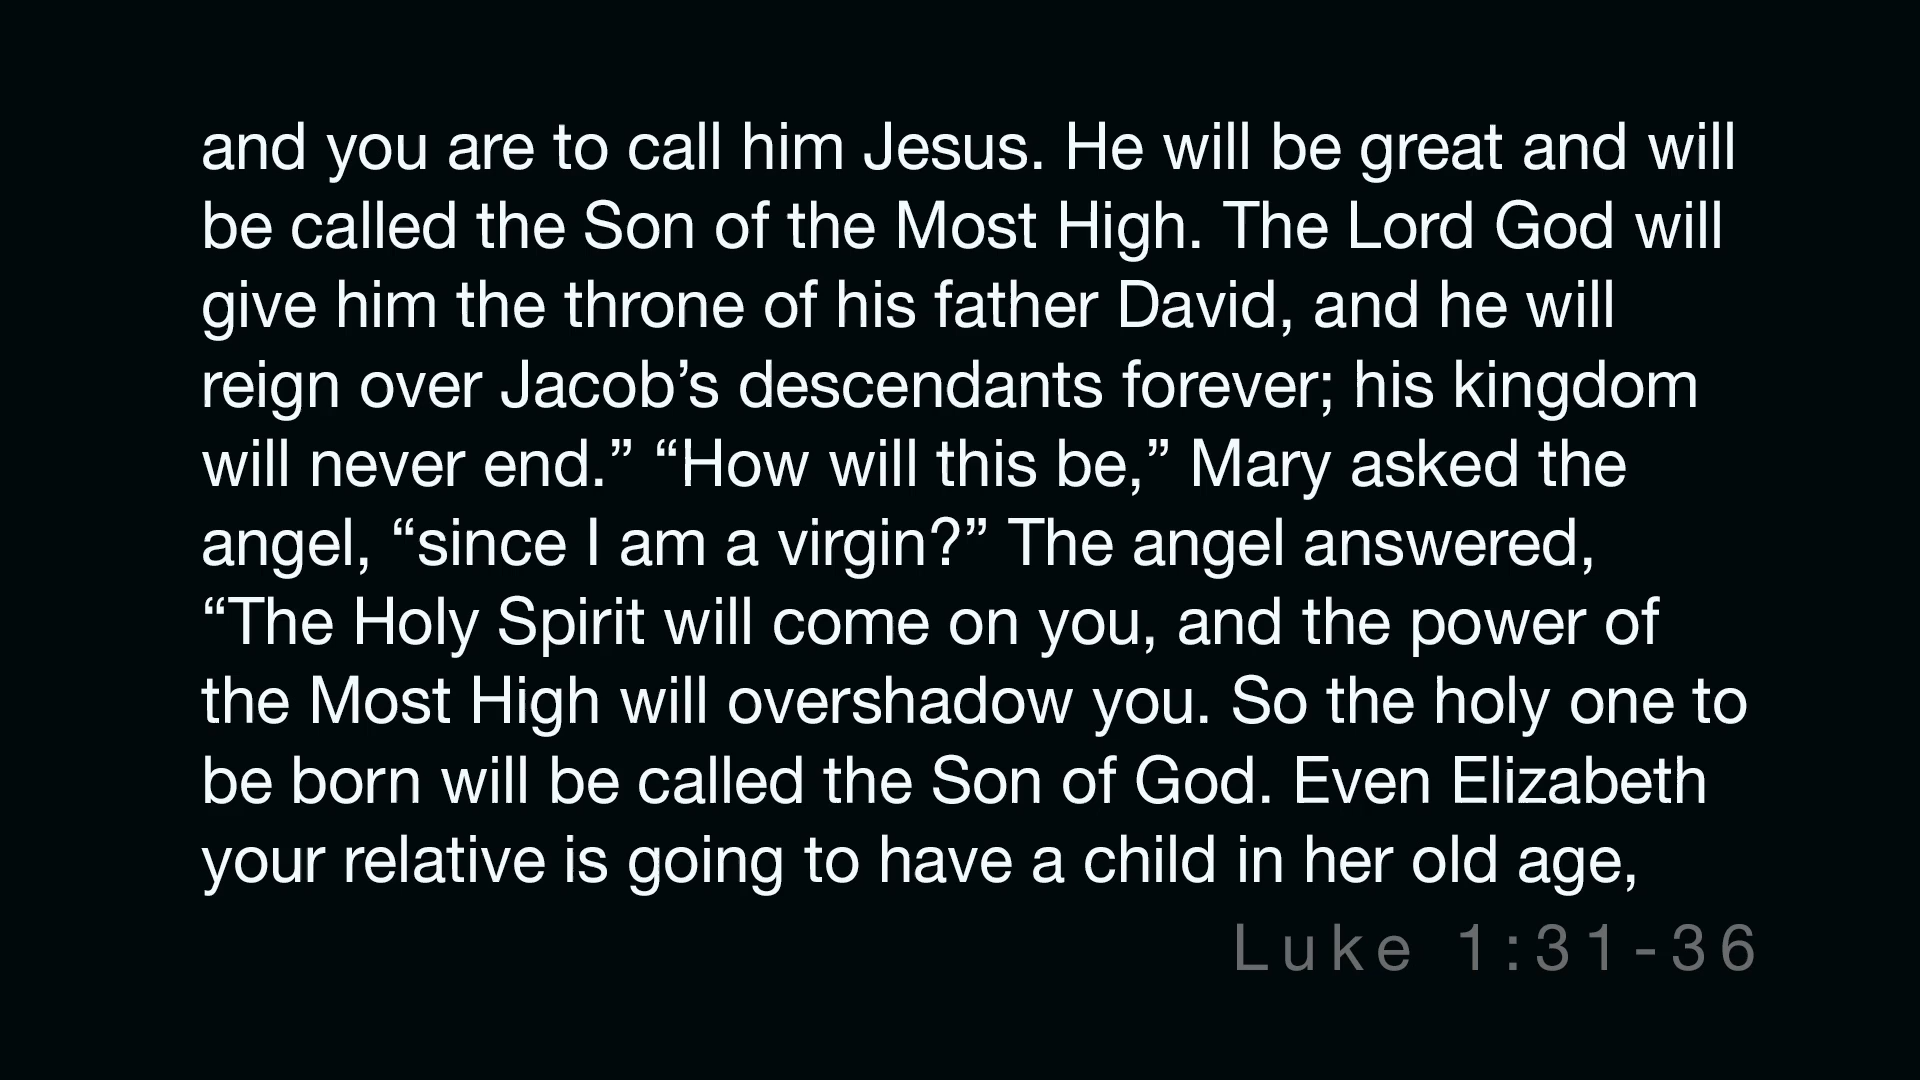 and you are to call him Jesus. He will be great and will
be called the Son of the Most High. The Lord God will
give him the throne of his father David, and he will
reign over Jacob’s descendants forever; his kingdom
will never end.” “How will this be,” Mary asked the
angel, “since I am a virgin?” The angel answered,
“The Holy Spirit will come on you, and the power of
the Most High will overshadow you. So the holy one to
be born will be called the Son of God. Even Elizabeth
your relative is going to have a child in her old age,
Luke 1:31-36